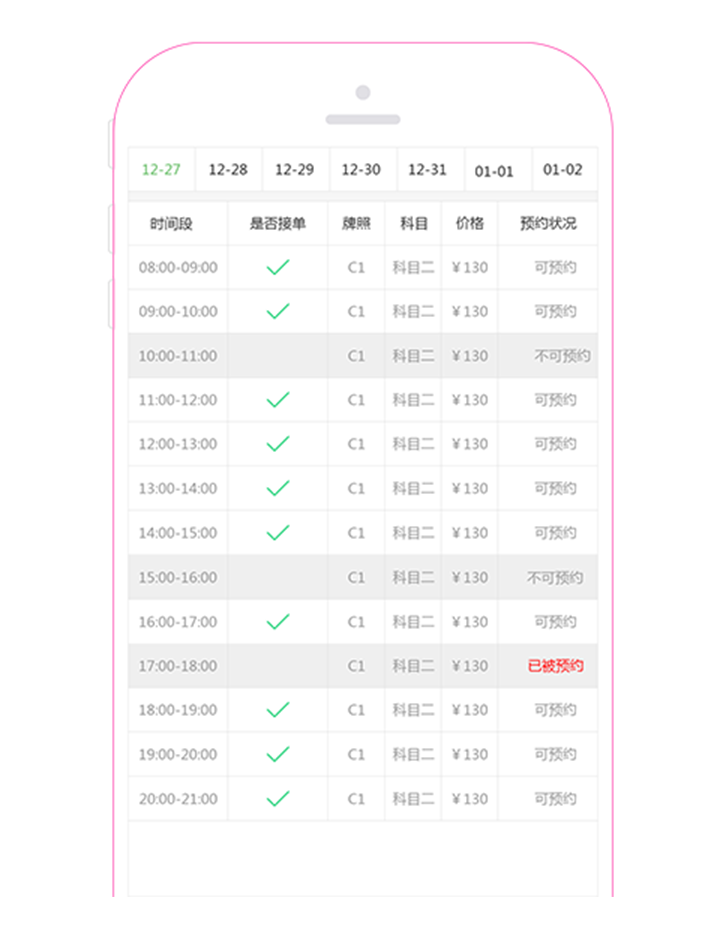 12-27 12-28 12-29 12-30 12-31 01-01 01-02
时间段 是否接单 牌照 科目 价格 预约状况
08:00-09:00 C1 科目二 ¥130 可预约
09:00-10:00 C1 科目二 ¥130 可预约
10:00-11:00 C1 科目二 ¥130 不可预约
11:00-12:00 C1 科目二 ¥130 可预约
12:00-13:00 C1 科目二 ¥130 可预约
13:00-14:00 C1 科目二 ¥130 可预约
14:00-15:00 C1 科目二 ¥130 可预约
15:00-16:00 C1 科目二 ¥130 不可预约
16:00-17:00 C1 科目二 ¥130 可预约
17:00-18:00 C1 科目二 ¥130 已被预约
18:00-19:00 C1 科目二 ¥130 可预约
19:00-20:00 C1 科目二 ¥130 可预约
20:00-21:00 C1 科目二 ¥130 可预约